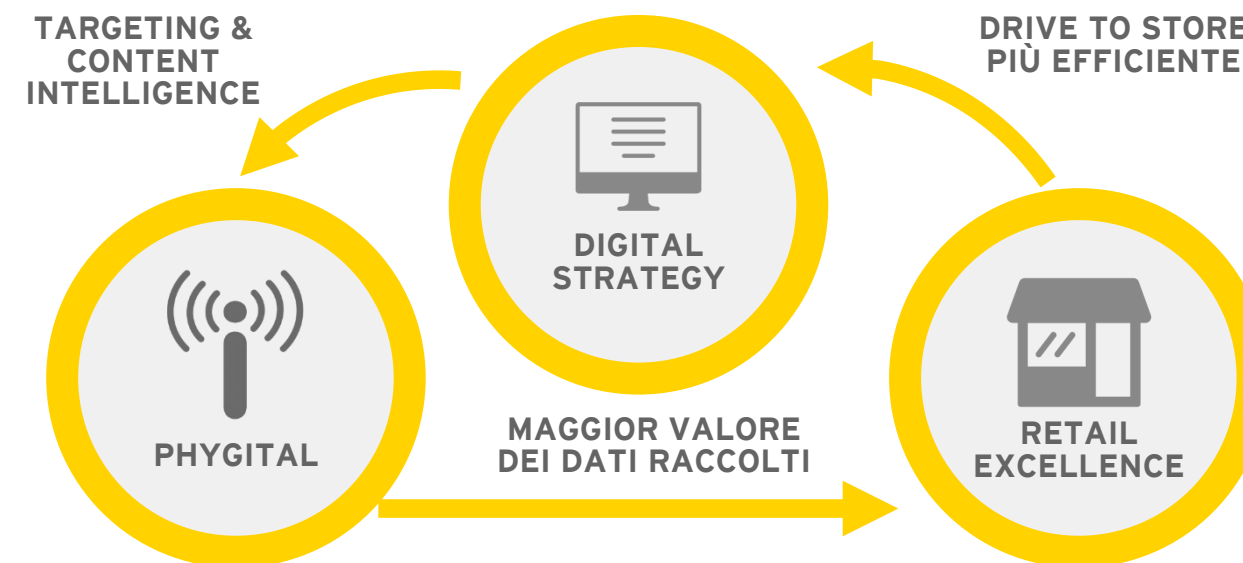 TARGETING &
CONTENT
INTELLIGENCE
DRIVE TO STORE
PIÙ EFFICIENTE
DIGITAL
STRATEGY
PHYGITAL
MAGGIOR VALORE
DEI DATI RACCOLTI
RETAIL
EXCELLENCE